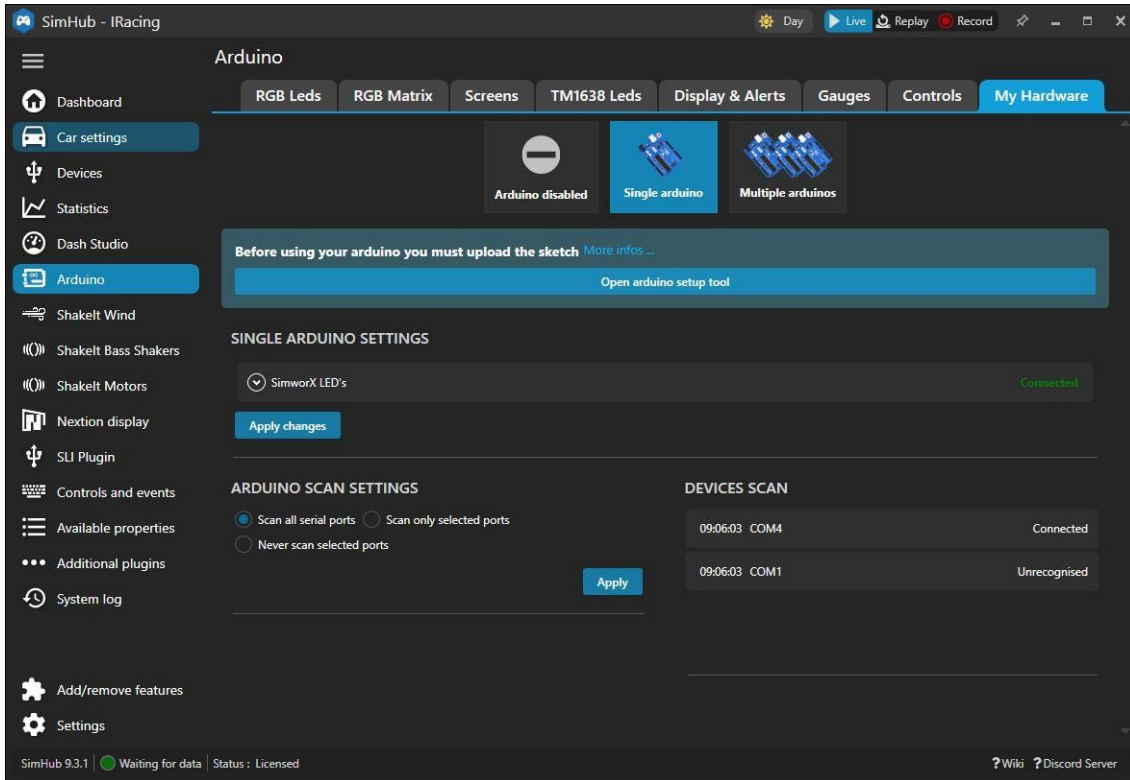 SimHub - IRacing
Day
Live
Replay
Record
Arduino
Dashboard
Car settings
Devices
Statistics
Dash Studio
Arduino
ShakeIt Wind
ShakeIt Bass Shakers
ShakeIt Motors
Nextion display
SLI Plugin
Controls and events
Available properties
Additional plugins
System log
Add/remove features
Settings
RGB Leds
RGB Matrix
Screens
TM1638 Leds
Display & Alerts
Gauges
Controls
My Hardware
Arduino disabled
Single arduino
Multiple arduinos
Before using your arduino you must upload the sketch More infos ...
Open arduino setup tool
SINGLE ARDUINO SETTINGS
SimworX LED's
Connected
Apply changes
ARDUINO SCAN SETTINGS
Scan all serial ports
Scan only selected ports
Never scan selected ports
Apply
DEVICES SCAN
09:06:03 COM4 Connected
09:06:03 COM1 Unrecognised
SimHub 9.3.1
Waiting for data
Status : Licensed
?Wiki
?Discord Server